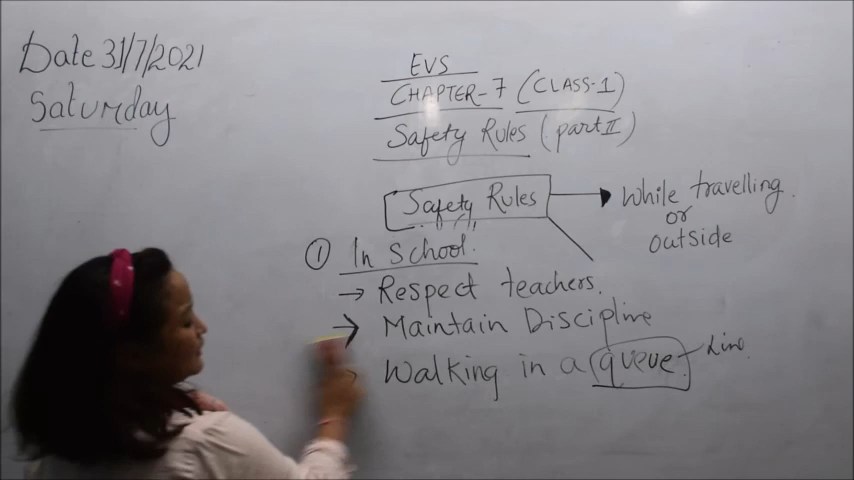 Date 31/7/2021
Saturday
EVS
CHAPTER-7 (CLASS-1)
Safety Rules (part II)
Safety Rules → While travelling.
or
outside
① In School.
→ Respect teachers.
→ Maintain Discipline
→ Walking in a queue - Line